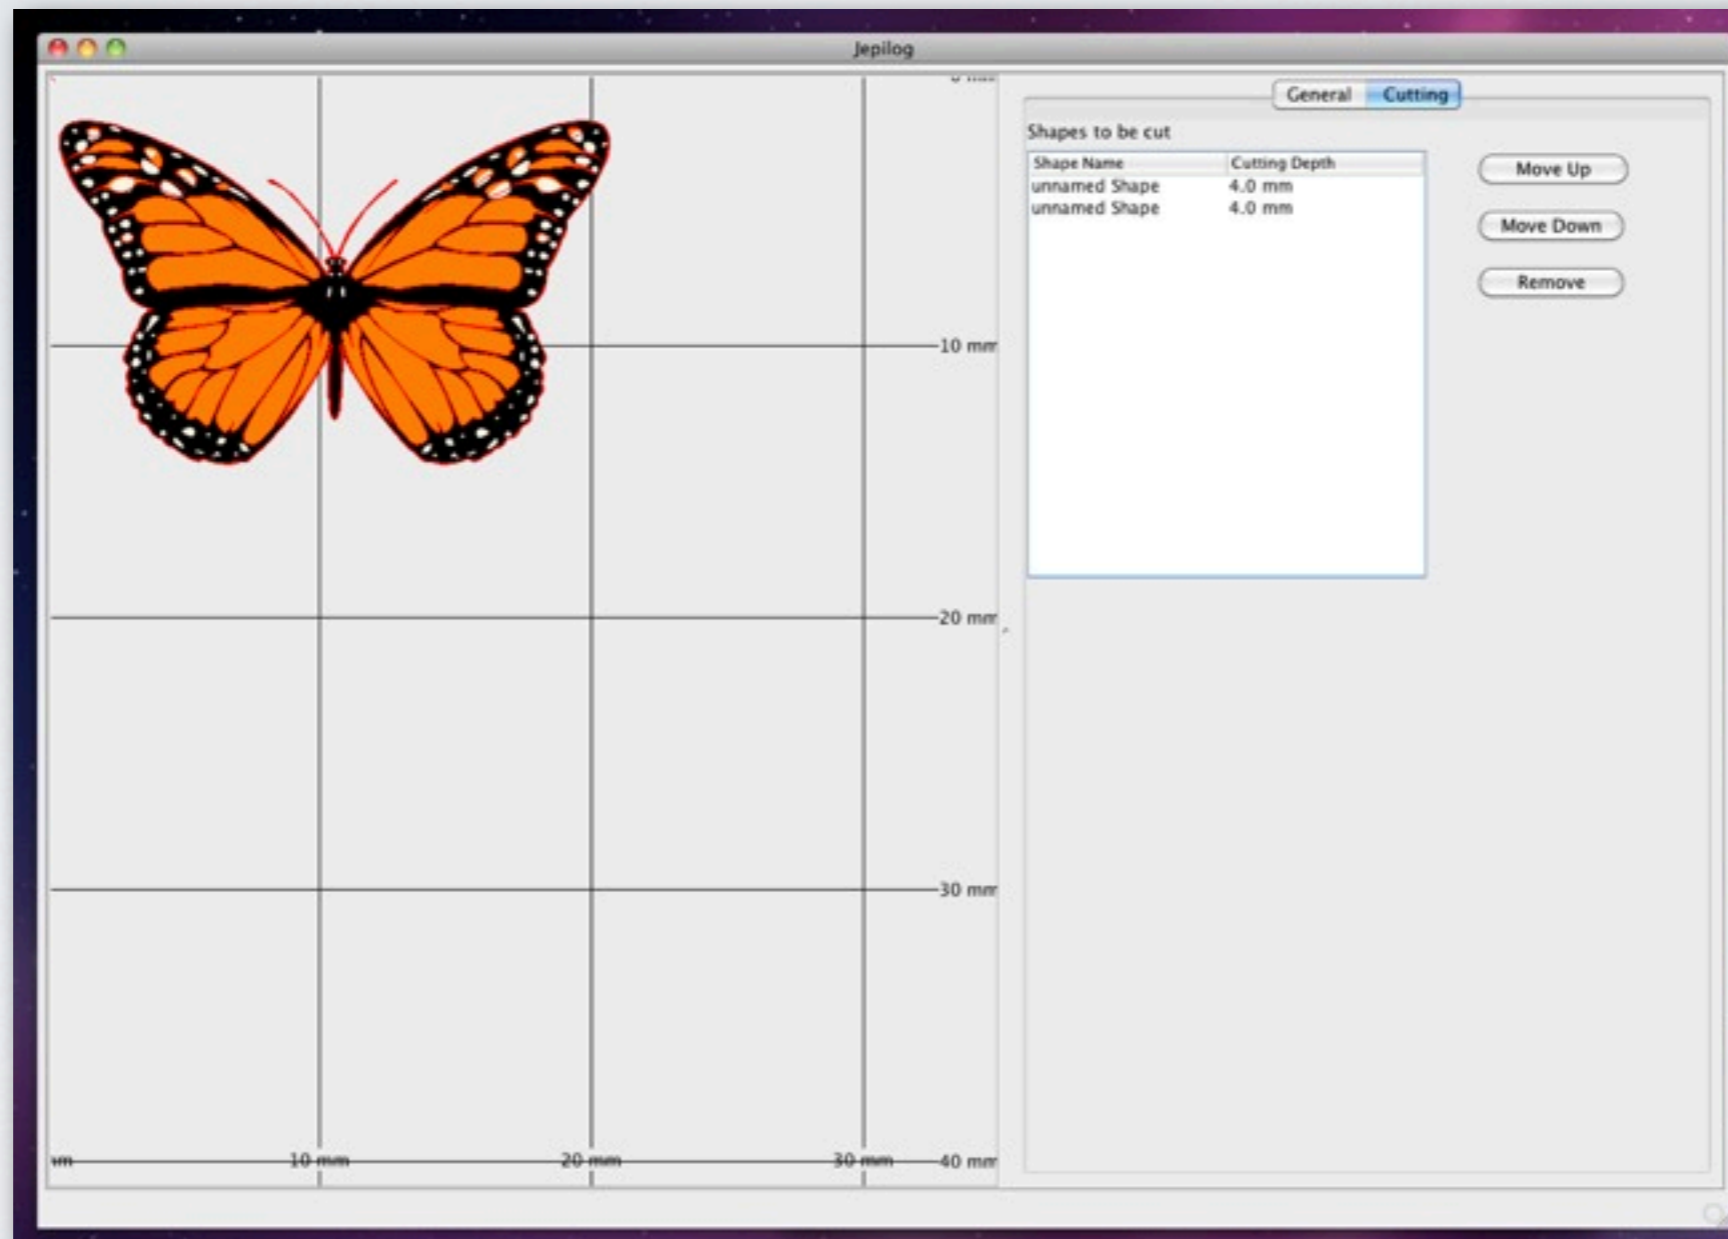 Jepilog
General Cutting
Shapes to be cut
Shape Name Cutting Depth
unnamed Shape 4.0 mm
unnamed Shape 4.0 mm
Move Up
Move Down
Remove
10 mm
20 mm
30 mm
10 mm 20 mm 30 mm 40 mm